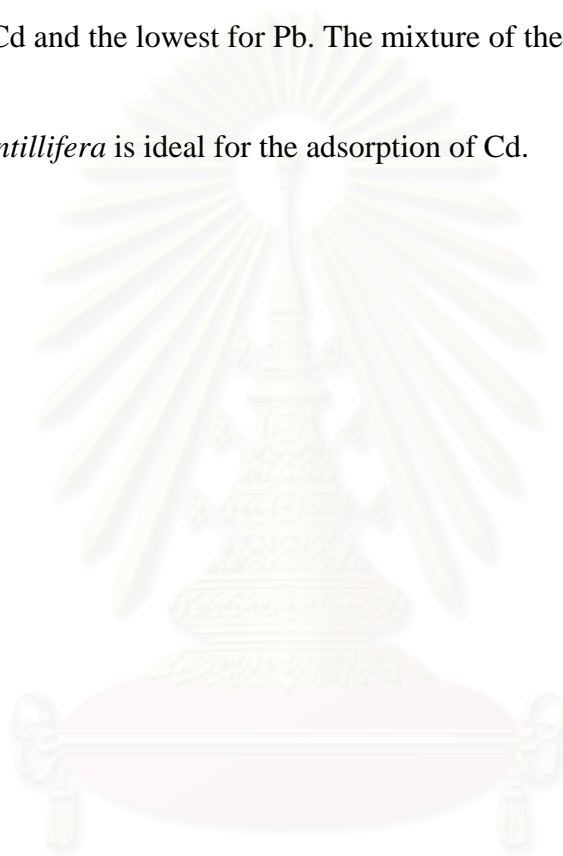 Cd and the lowest for Pb. The mixture of the
ntillifera is ideal for the adsorption of Cd.